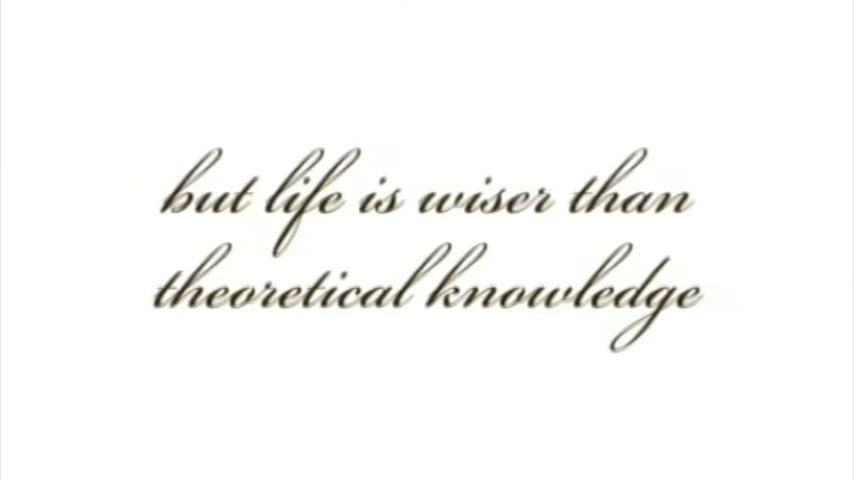 but life is wiser than
theoretical knowledge